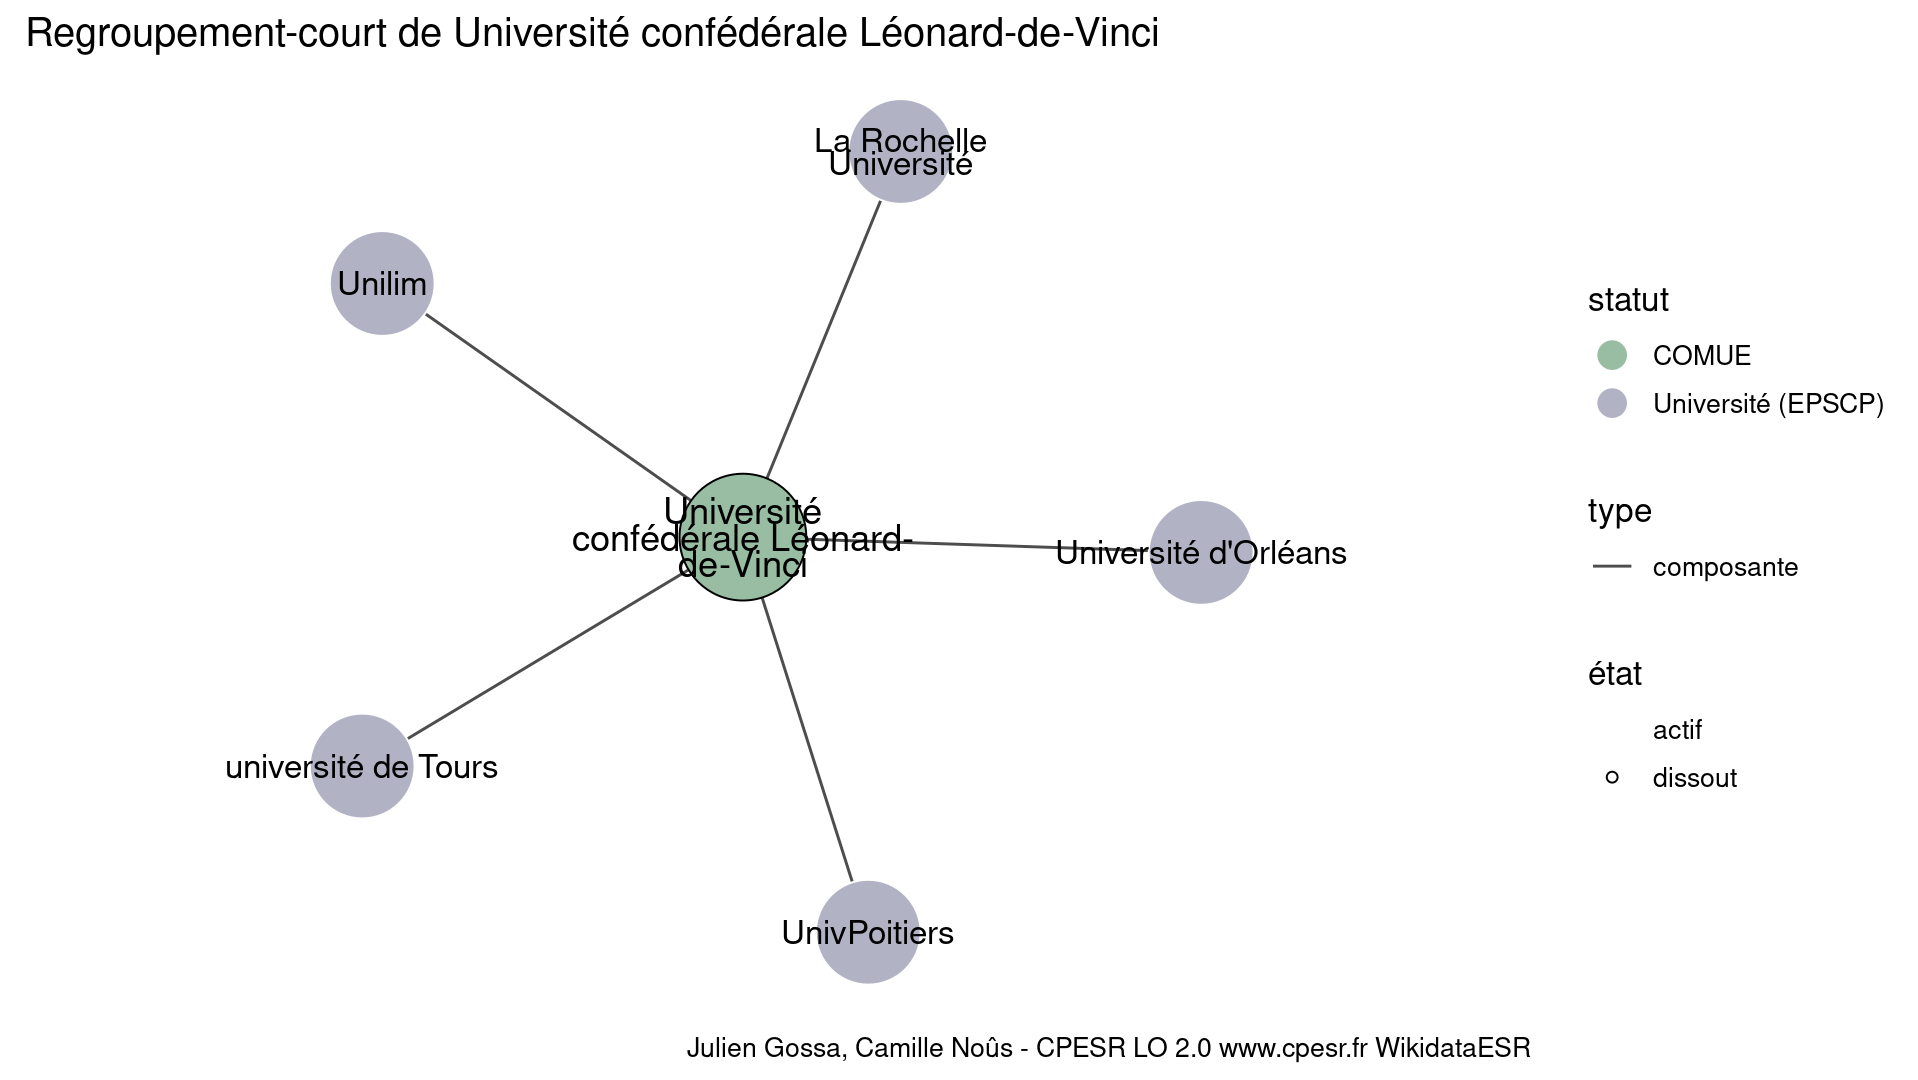 Regroupement-court de Université confédérale Léonard-de-Vinci
La Rochelle
Université
Unilim
Université
confédérale Léonard-
de-Vinci
Université d'Orléans
université de Tours
UnivPoitiers
statut
COMUE
Université (EPSCP)
type
composante
état
actif
dissout
Julien Gossa, Camille Noûs - CPESR LO 2.0 www.cpesr.fr WikidataESR